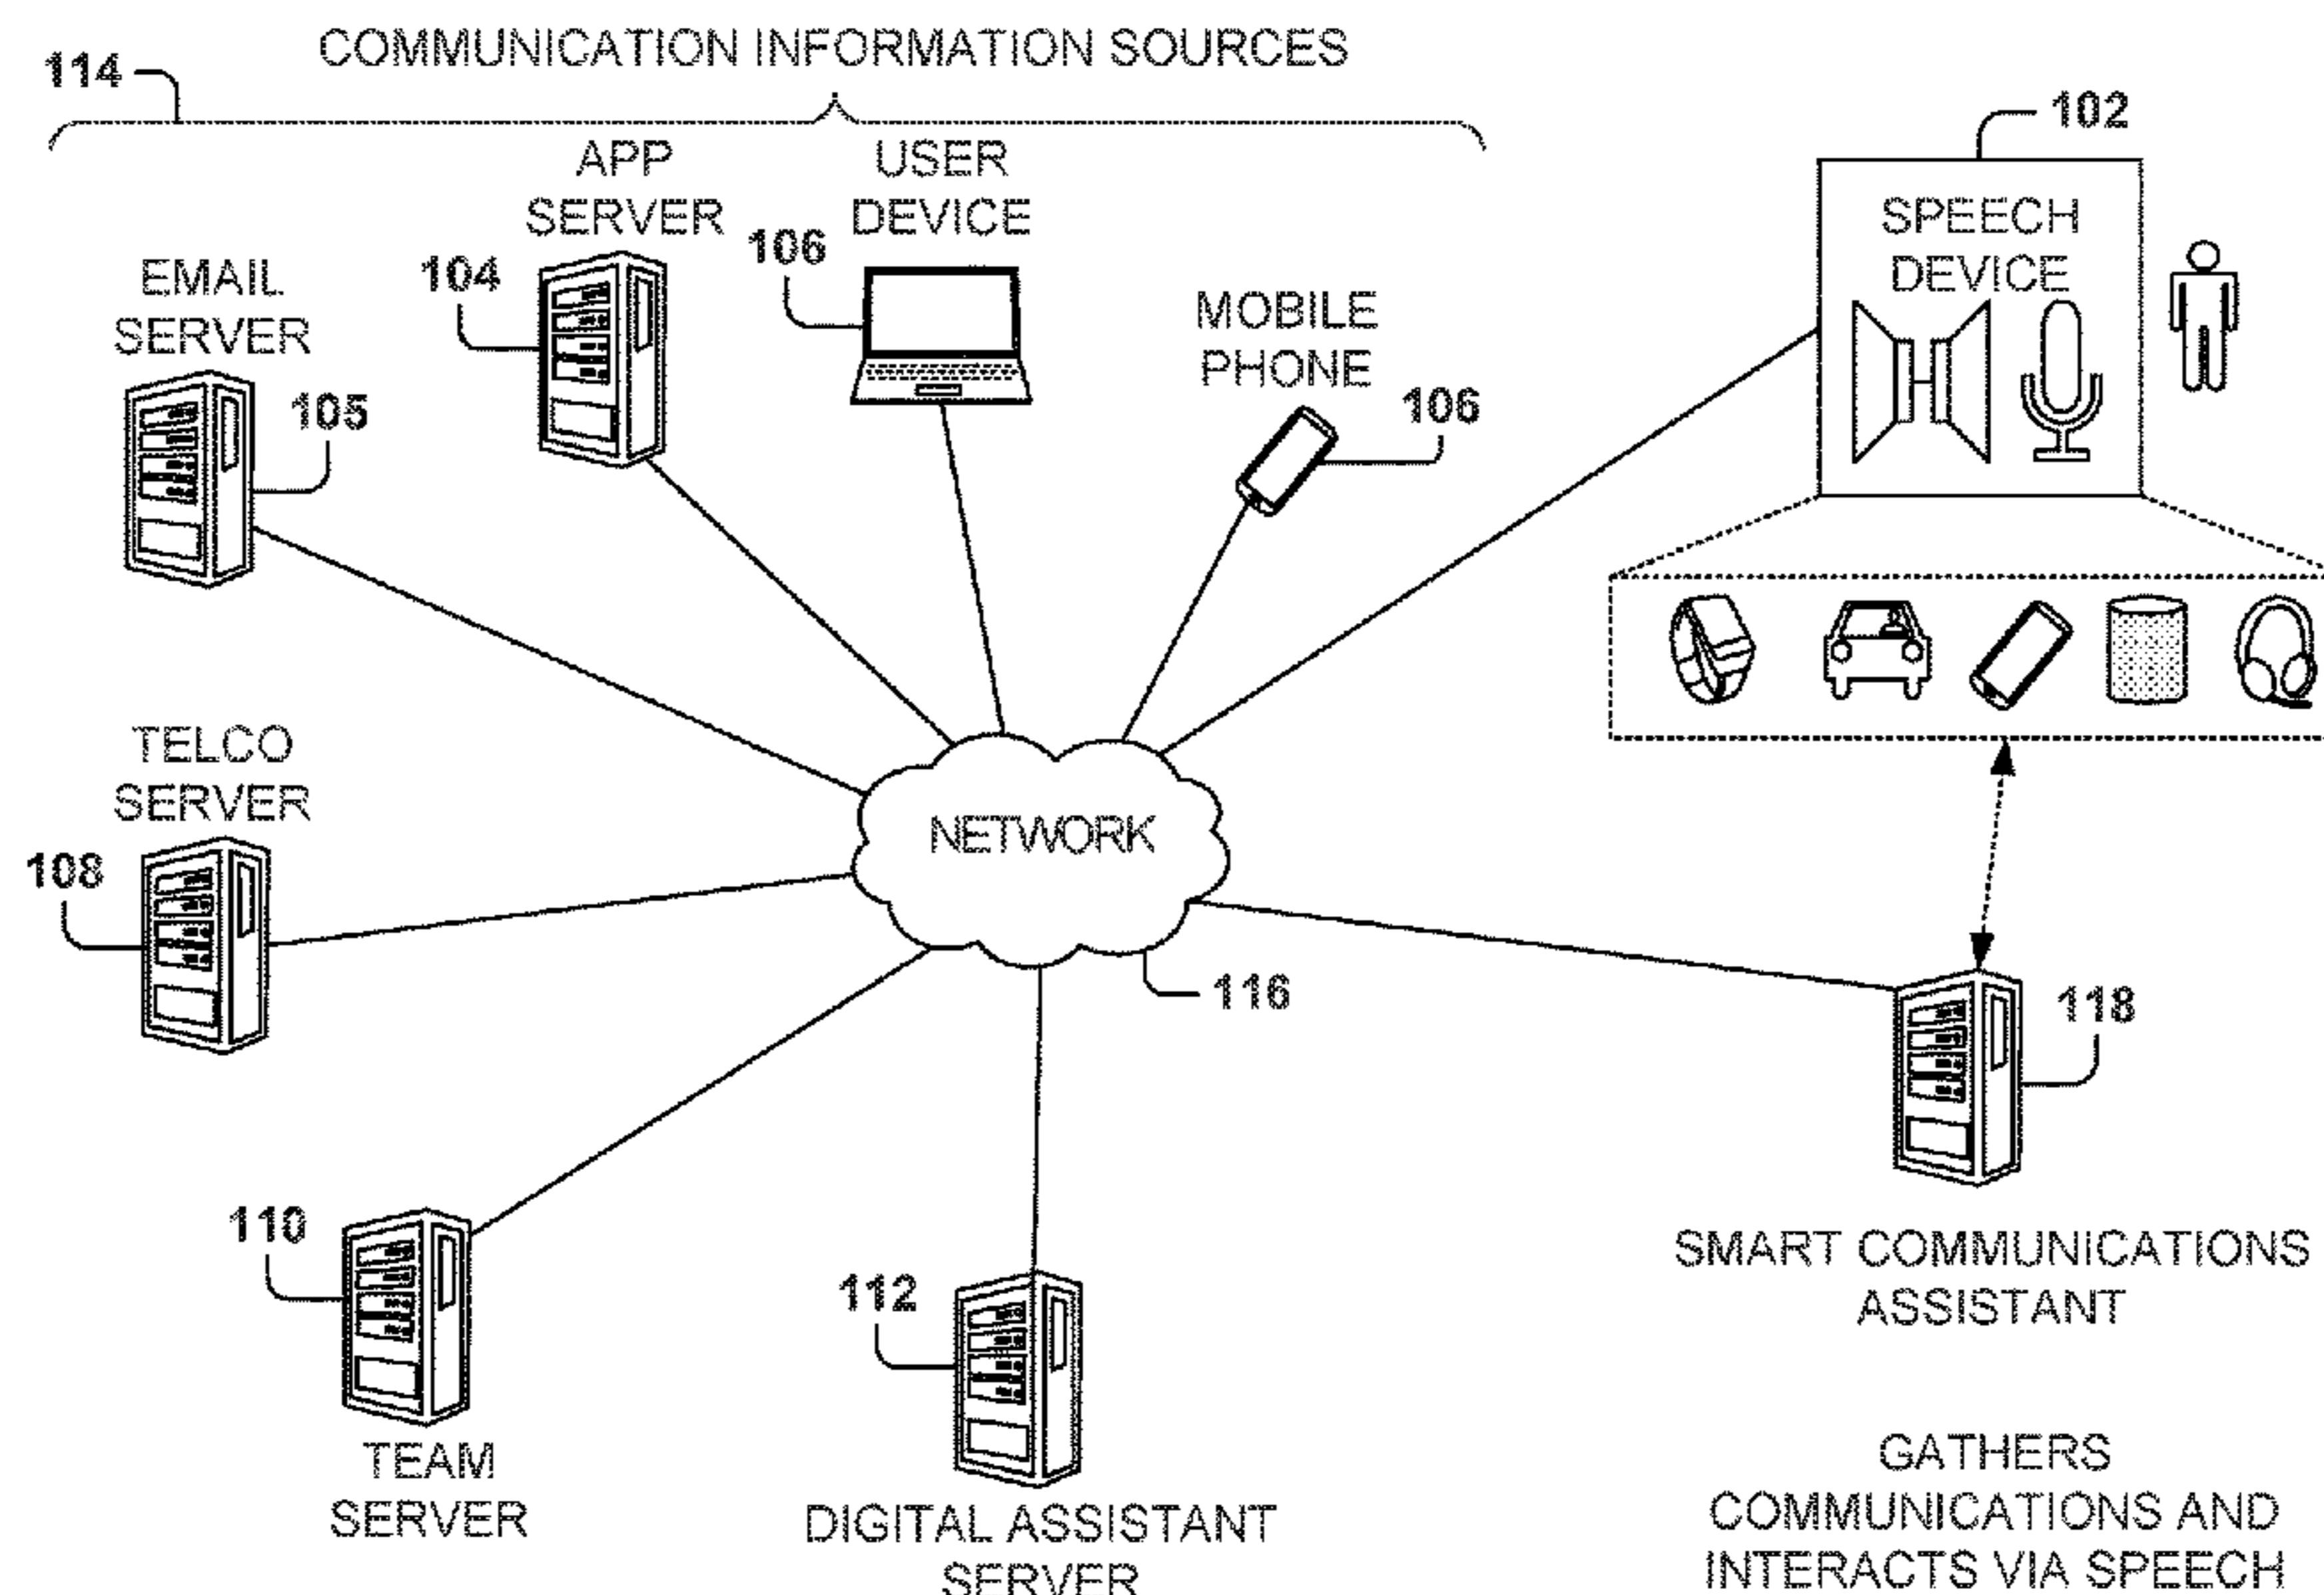 COMMUNICATION INFORMATION SOURCES
114
102
APP
SERVER
USER
DEVICE
SPEECH
DEVICE
106
104
EMAIL
SERVER
MOBILE
PHONE
105
106
TELCO
SERVER
NETWORK
108
116
118
110
SMART COMMUNICATIONS
ASSISTANT
112
TEAM
SERVER
GATHERS
COMMUNICATIONS AND
INTERACTS VIA SPEECH
DIGITAL ASSISTANT
SERVER